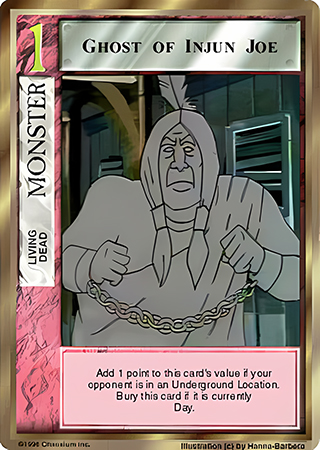 1
GHOST OF INJUN JOE
MONSTER
LIVING
DEAD
Add 1 point to this card's value if your
opponent is in an Underground Location.
Bury this card if it is currently
Day.
©1996 Chaosium Inc.
Illustration (c) by Hanna-Barbera